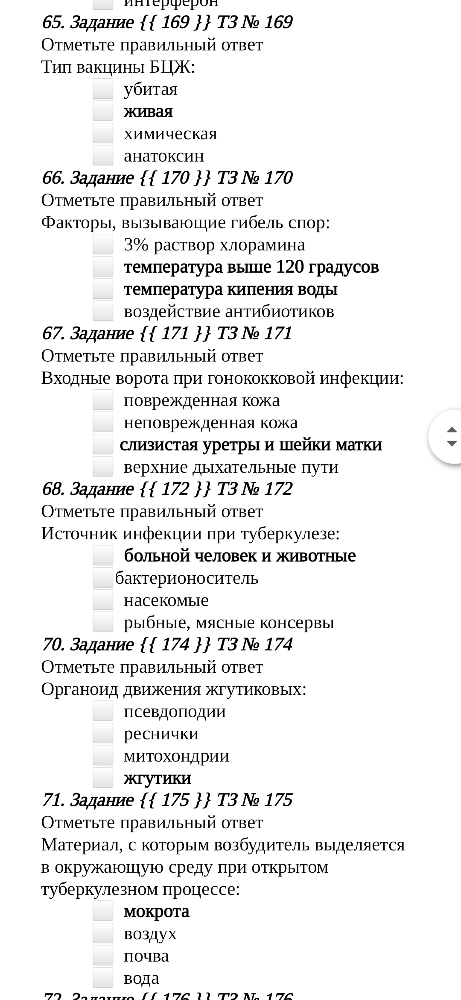 интерферон
65. Задание {{ 169 }} ТЗ № 169
Отметьте правильный ответ
Тип вакцины БЦЖ:
убитая
живая
химическая
анатоксин
66. Задание {{ 170 }} ТЗ № 170
Отметьте правильный ответ
Факторы, вызывающие гибель спор:
3% раствор хлорамина
температура выше 120 градусов
температура кипения воды
воздействие антибиотиков
67. Задание {{ 171 }} ТЗ № 171
Отметьте правильный ответ
Входные ворота при гонококковой инфекции:
поврежденная кожа
неповрежденная кожа
слизистая уретры и шейки матки
верхние дыхательные пути
68. Задание {{ 172 }} ТЗ № 172
Отметьте правильный ответ
Источник инфекции при туберкулезе:
больной человек и животные
бактерионоситель
насекомые
рыбные, мясные консервы
70. Задание {{ 174 }} ТЗ № 174
Отметьте правильный ответ
Органоид движения жгутиковых:
псевдоподии
реснички
митохондрии
жгутики
71. Задание {{ 175 }} ТЗ № 175
Отметьте правильный ответ
Материал, с которым возбудитель выделяется
в окружающую среду при открытом
туберкулезном процессе:
мокрота
воздух
почва
вода
72. Задание {{ 176 }} ТЗ № 176